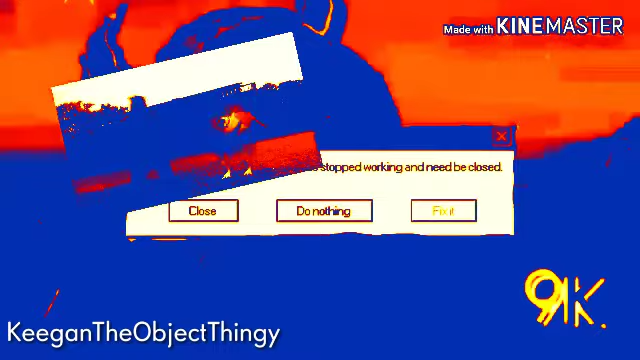 Made with KINEMASTER
stopped working and need be closed.
Close
Do nothing
Fix it
9K.
KeeganTheObjectThingy